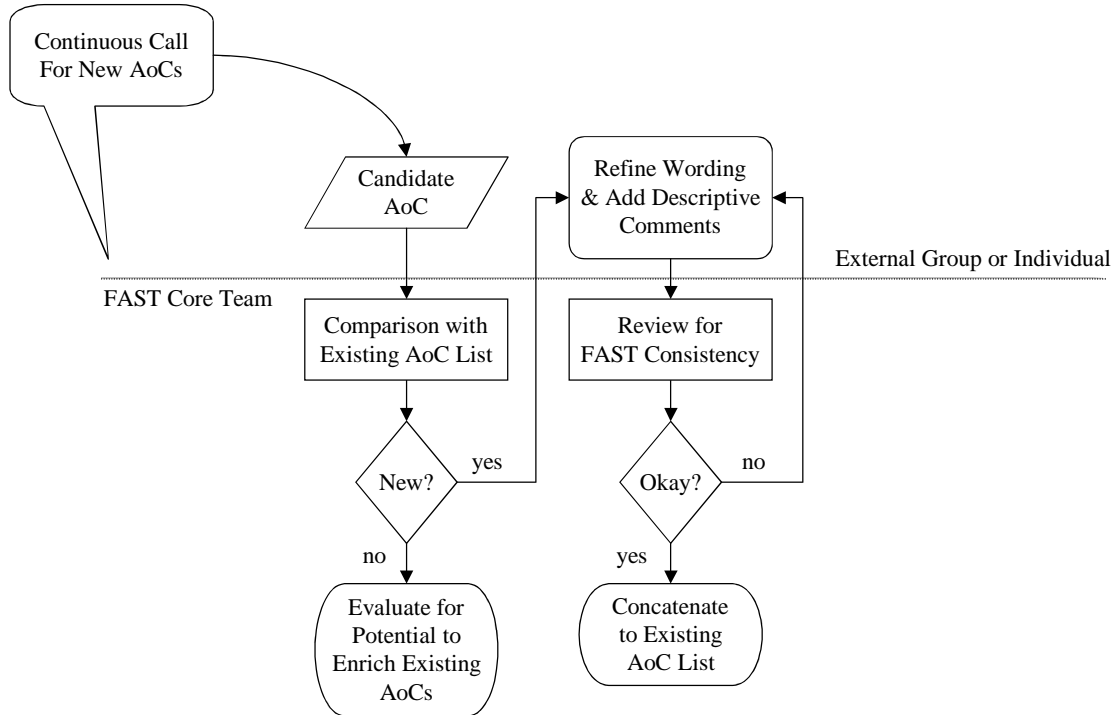 Continuous Call
For New AoCs
Candidate
AoC
Refine Wording
& Add Descriptive
Comments
External Group or Individual
FAST Core Team
Comparison with
Existing AoC List
Review for
FAST Consistency
New?
yes
Okay?
no
no
yes
Evaluate for
Potential to
Enrich Existing
AoCs
Concatenate
to Existing
AoC List